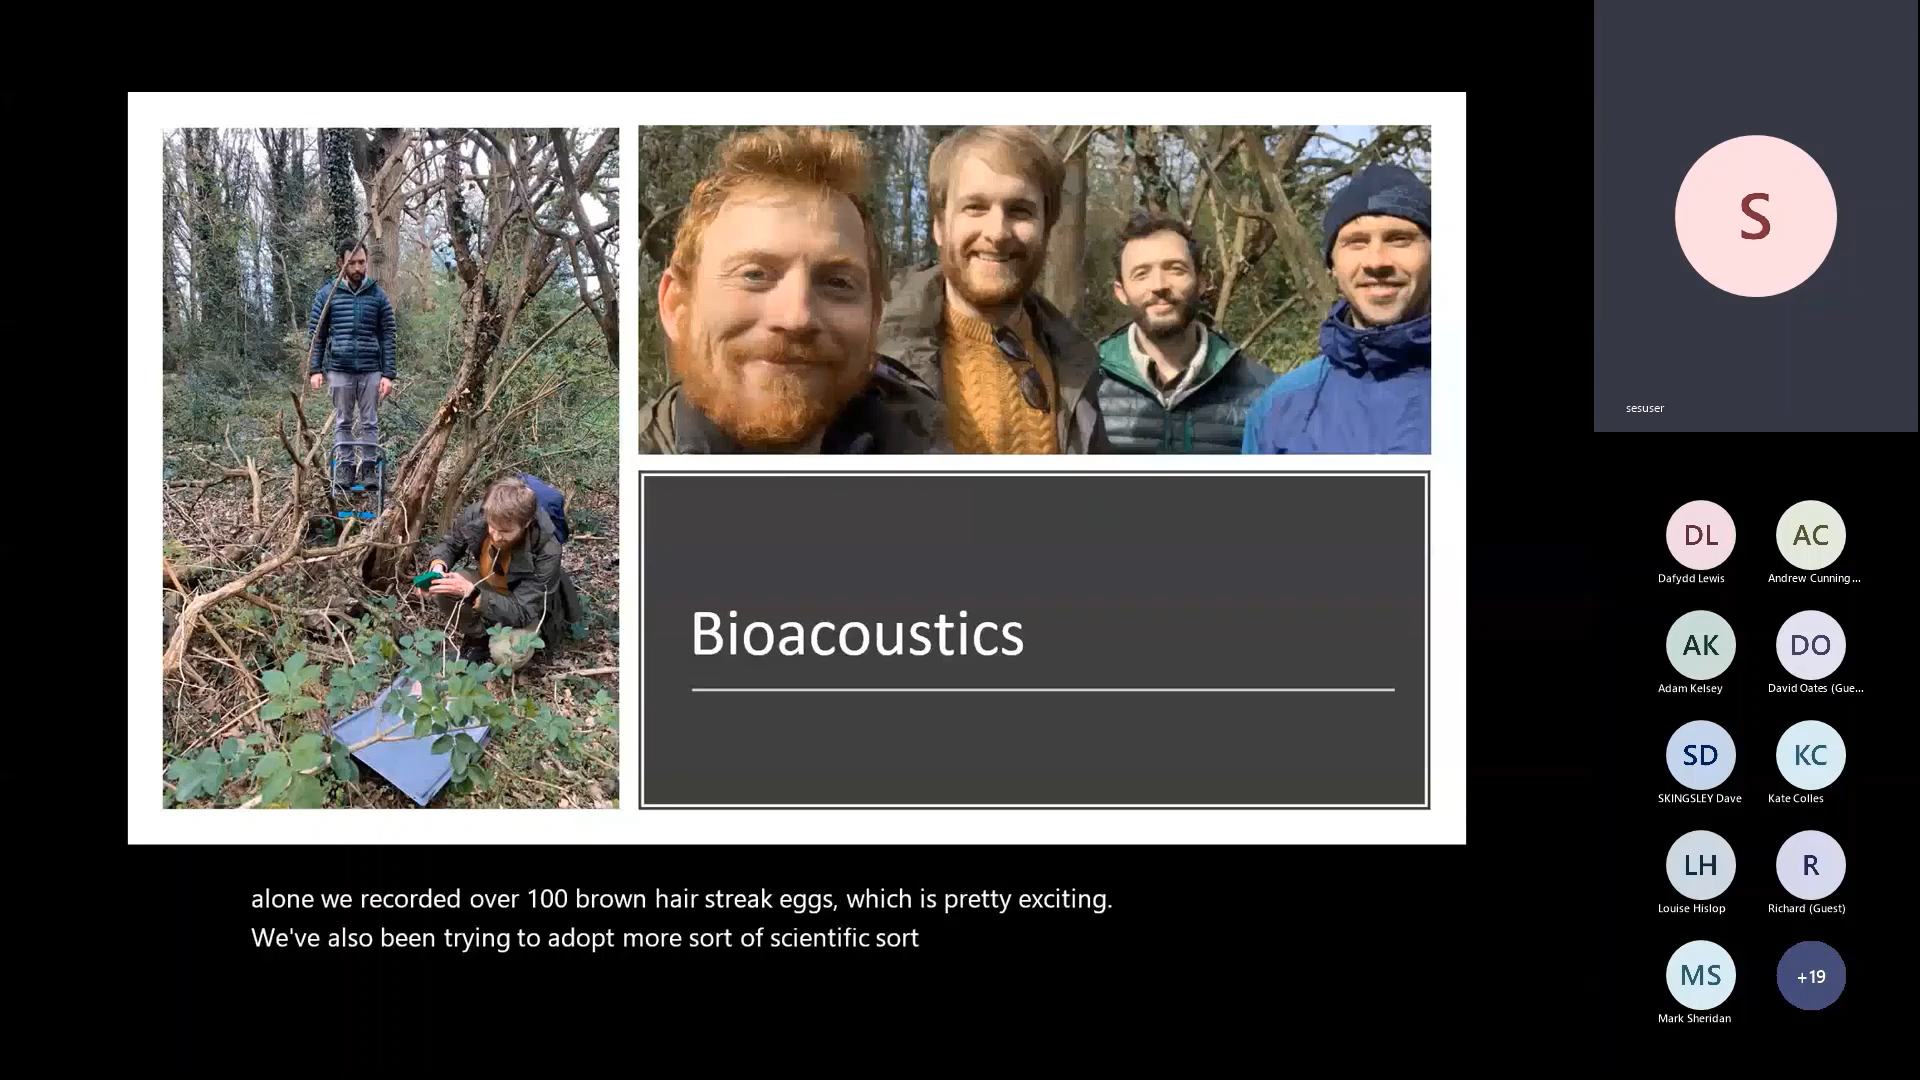 Bioacoustics
alone we recorded over 100 brown hair streak eggs, which is pretty exciting.
We've also been trying to adopt more sort of scientific sort
S
sesuser
DL
AC
Dafydd Lewis
Andrew Cunning...
AK
DO
Adam Kelsey
David Oates (Gue...
SD
KC
SKINGSLEY Dave
Kate Colles
LH
R
Louise Hislop
Richard (Guest)
MS
+19
Mark Sheridan